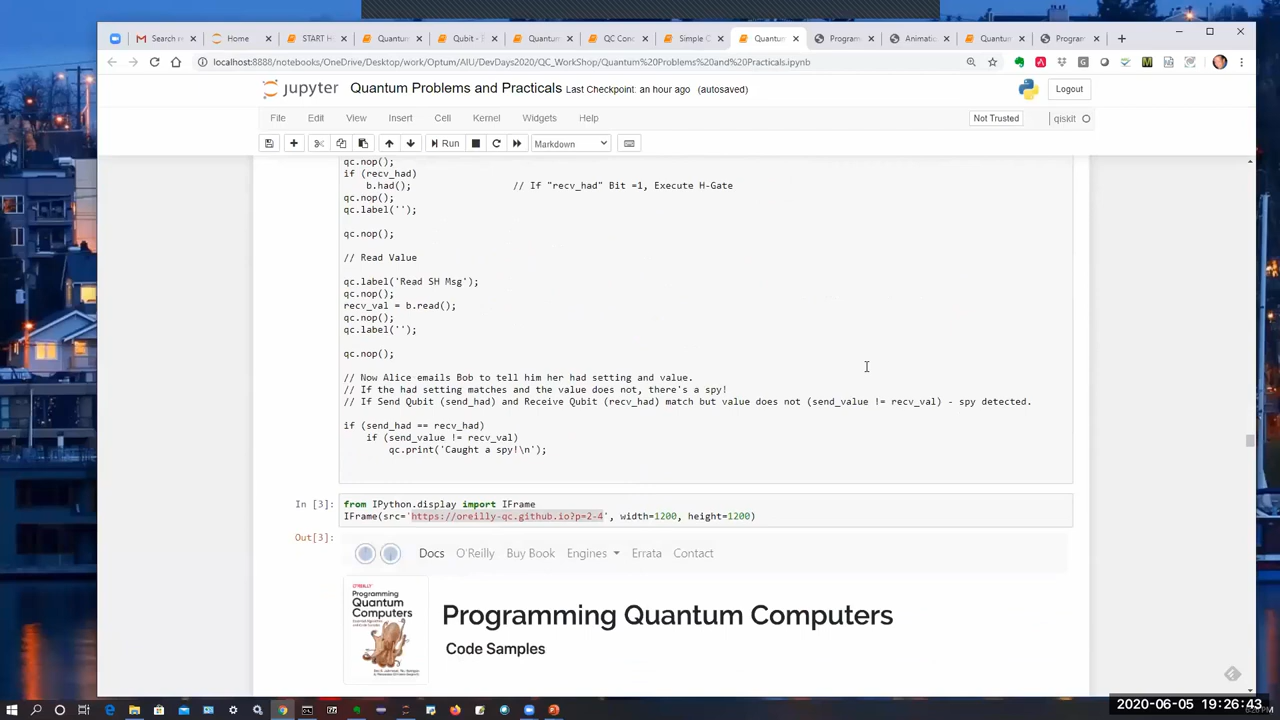 Search re
Home
START H
Quantum
Qubit -
Quantum
QC Con
Simple C
Quantum
Program
Animatic
Quantum
Program
localhost:8888/notebooks/OneDrive/Desktop/work/Optum/AIU/DevDays2020/QC_WorkShop/Quantum%20Problems%20and%20Practicals.ipynb
jupyter Quantum Problems and Practicals Last Checkpoint: an hour ago (autosaved) Logout
File Edit View Insert Cell Kernel Widgets Help Not Trusted qiskit
Run Markdown
qc.nop();
if (recv_had)
b.had(); // If "recv_had" Bit =1, Execute H-Gate
qc.nop();
qc.label('');
qc.nop();
// Read Value
qc.label('Read SH Msg');
qc.nop();
recv_val = b.read();
qc.nop();
qc.label('');
qc.nop();
// Now Alice emails Bob to tell him her had setting and value.
// If the had setting matches and the value does not, there's a spy!
// If Send Qubit (send_had) and Receive Qubit (recv_had) match but value does not (send_value != recv_val) - spy detected.
if (send_had == recv_had)
if (send_value != recv_val)
qc.print('Caught a spy!\n');
In [3]: from IPython.display import IFrame
IFrame(src='https://oreilly-qc.github.io?p=2-4', width=1200, height=1200)
Out[3]:
Docs O Reilly Buy Book Engines Errata Contact
O'REILLY
Programming
Quantum
Computers
Programming Quantum Computers
Code Samples
2020-06-05 19:26:43